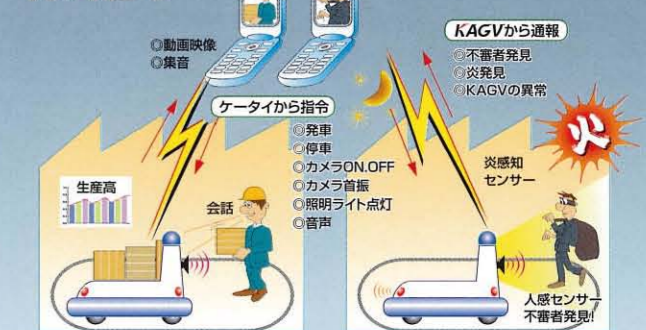 ◎動画映像
◎集音
ケータイから指令
◎発車
◎停車
◎カメラON.OFF
◎カメラ首振
◎照明ライト点灯
◎音声
生産高
会話
KAGVから通報
◎不審者発見
◎炎発見
◎KAGVの異常
火
炎感知
センサー
人感センサー
不審者発見!